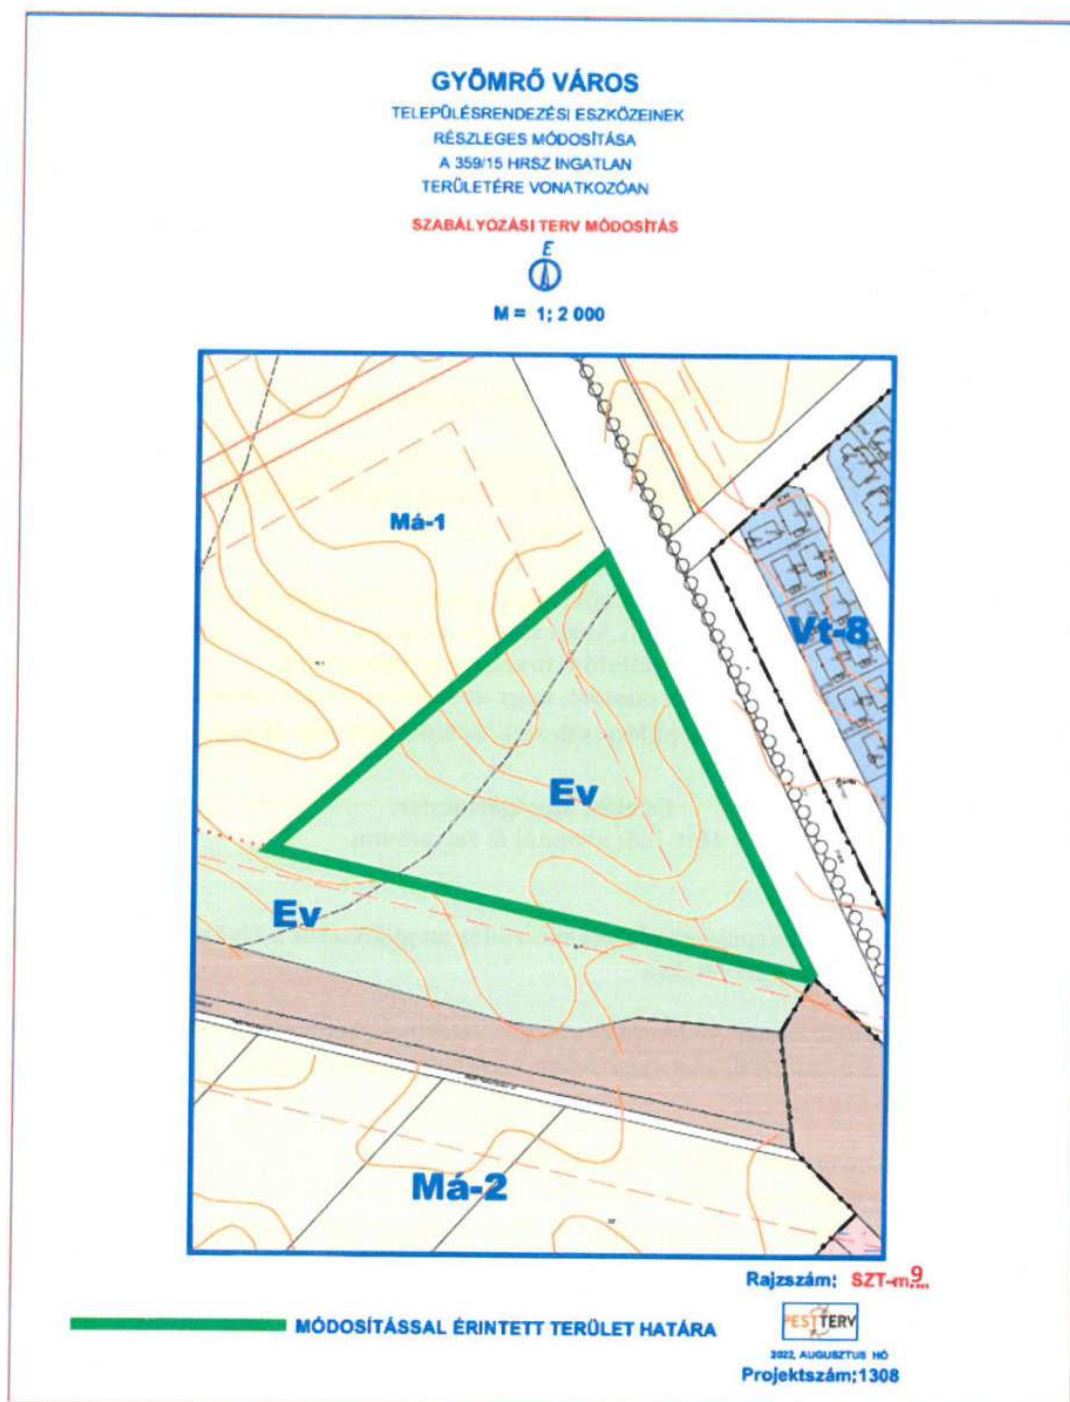 GYÖMRŐ VÁROS
TELEPÜLÉSRENDEZÉSI ESZKÖZEINEK
RÉSZLEGES MÓDOSÍTÁSA
A 359/15 HRSZ INGATLAN
TERÜLETÉRE VONATKOZÓAN
SZABÁLYOZÁSI TERV MÓDOSÍTÁS
É
M = 1; 2 000
Má-1
Vt-8
Ev
Ev
Má-2
Rajzszám; SZT-m.9
MÓDOSÍTÁSSAL ÉRINTETT TERÜLET HATÁRA
PESTTERV
2022, AUGUSZTUS HÓ
Projektszám;1308